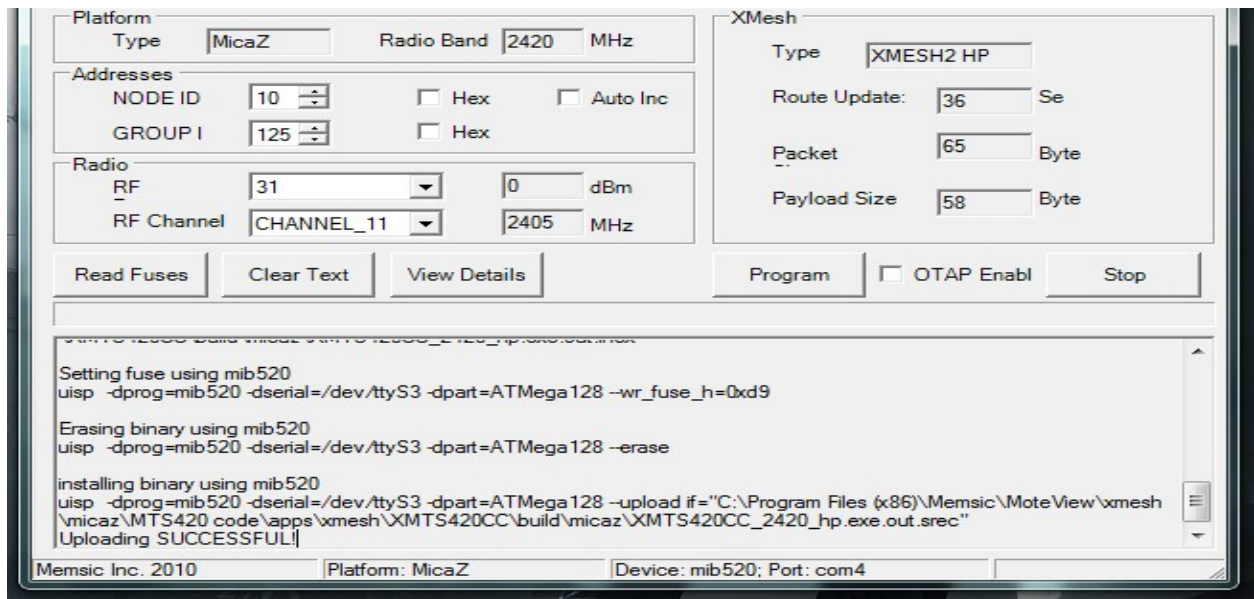 Platform
Type MicaZ Radio Band 2420 MHz
Addresses
NODE ID 10 Hex Auto Inc
GROUP I 125 Hex
Radio
RF 31 0 dBm
RF Channel CHANNEL_11 2405 MHz
XMesh
Type XMESH2 HP
Route Update: 36 Se
Packet 65 Byte
Payload Size 58 Byte
Read Fuses Clear Text View Details Program OTAP Enabl Stop
Setting fuse using mib520
uisp -dprog=mib520 -dserial=/dev/ttyS3 -dpart=ATMega128 --wr_fuse_h=0xd9
Erasing binary using mib520
uisp -dprog=mib520 -dserial=/dev/ttyS3 -dpart=ATMega128 --erase
installing binary using mib520
uisp -dprog=mib520 -dserial=/dev/ttyS3 -dpart=ATMega128 --upload if="C:\Program Files (x86)\Memsic\MoteView\xmesh
\micaz\MTS420 code\apps\xmesh\XMTS420CC\build\micaz\XMTS420CC_2420_hp.exe.out.srec"
Uploading SUCCESSFUL!
Memsic Inc. 2010 Platform: MicaZ Device: mib520; Port: com4